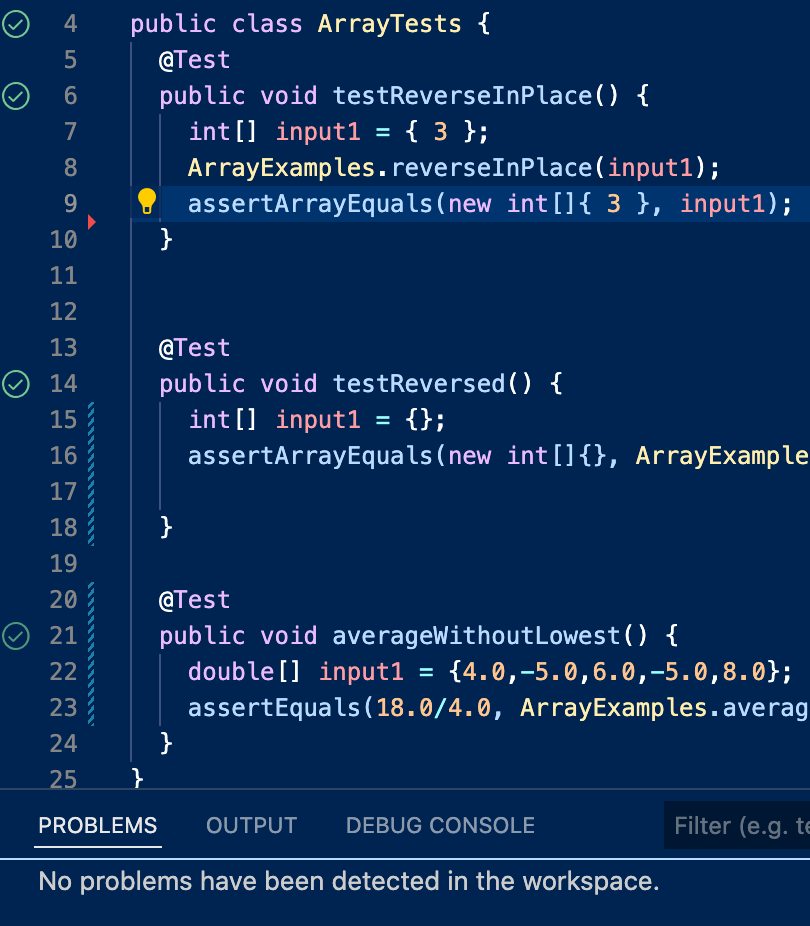 4 public class ArrayTests {
5 @Test
6 public void testReverseInPlace() {
7 int[] input1 = { 3 };
8 ArrayExamples.reverseInPlace(input1);
9 assertArrayEquals(new int[]{ 3 }, input1);
10 }
11
12
13 @Test
14 public void testReversed() {
15 int[] input1 = {};
16 assertArrayEquals(new int[]{}, ArrayExample
17
18 }
19
20 @Test
21 public void averageWithoutLowest() {
22 double[] input1 = {4.0,-5.0,6.0,-5.0,8.0};
23 assertEquals(18.0/4.0, ArrayExamples.averag
24 }
25 }
PROBLEMS OUTPUT DEBUG CONSOLE Filter (e.g. te
No problems have been detected in the workspace.